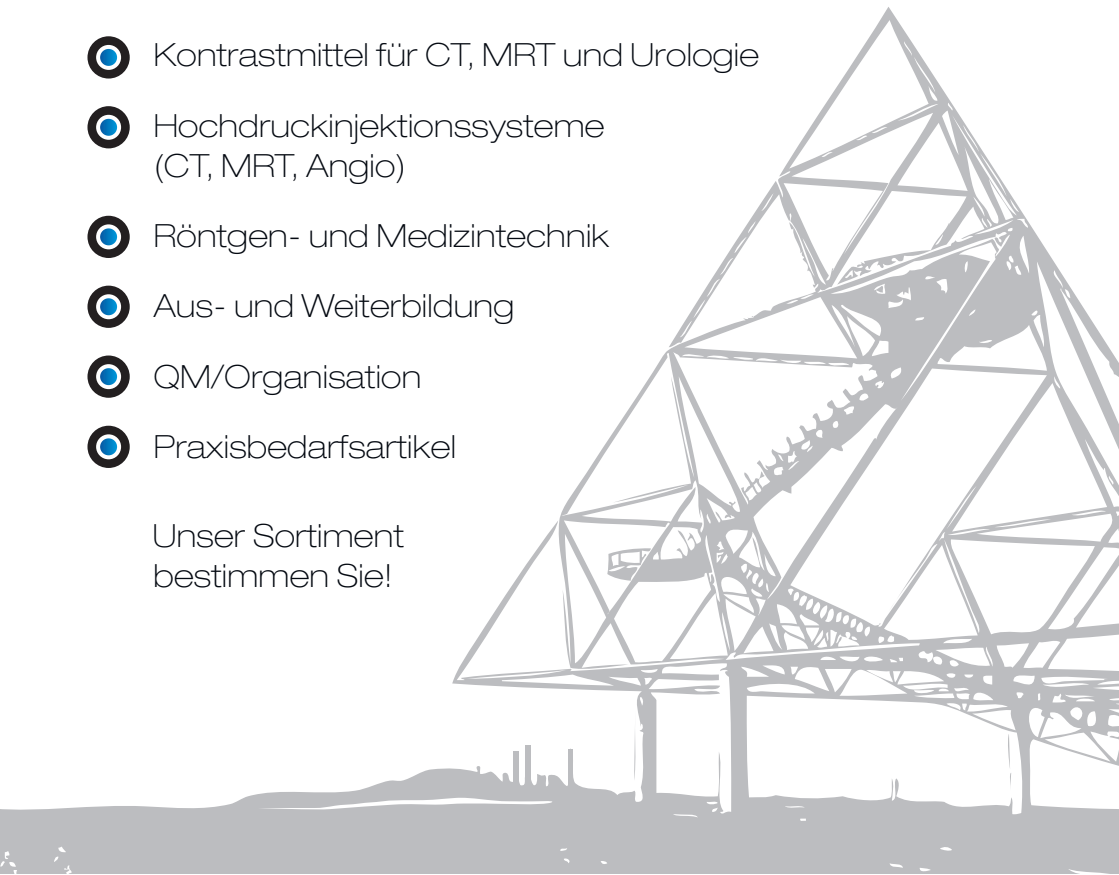 Kontrastmittel für CT, MRT und Urologie
Hochdruckinjektionssysteme
(CT, MRT, Angio)
Röntgen- und Medizintechnik
Aus- und Weiterbildung
QM/Organisation
Praxisbedarfsartikel
Unser Sortiment
bestimmen Sie!